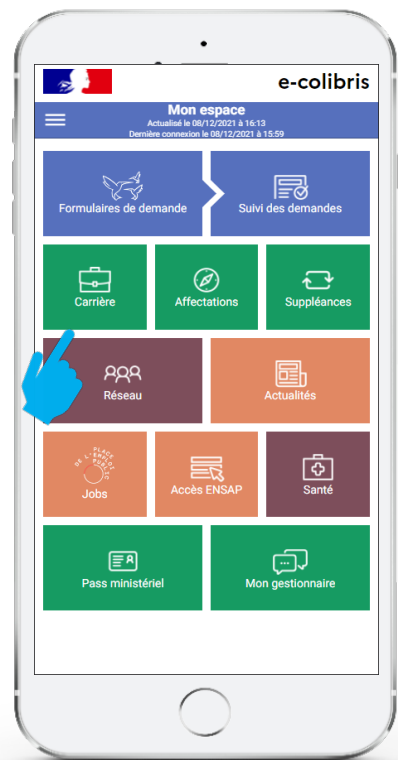 e-colibris
Mon espace
Actualisé le 08/12/2021 à 16:13
Dernière connexion le 08/12/2021 à 15:59
Formulaires de demande
Suivi des demandes
Carrière
Affectations
Suppléances
Réseau
Actualités
PLACE DE L'EMPLOI PUBLIC
Jobs
Accès ENSAP
Santé
Pass ministériel
Mon gestionnaire